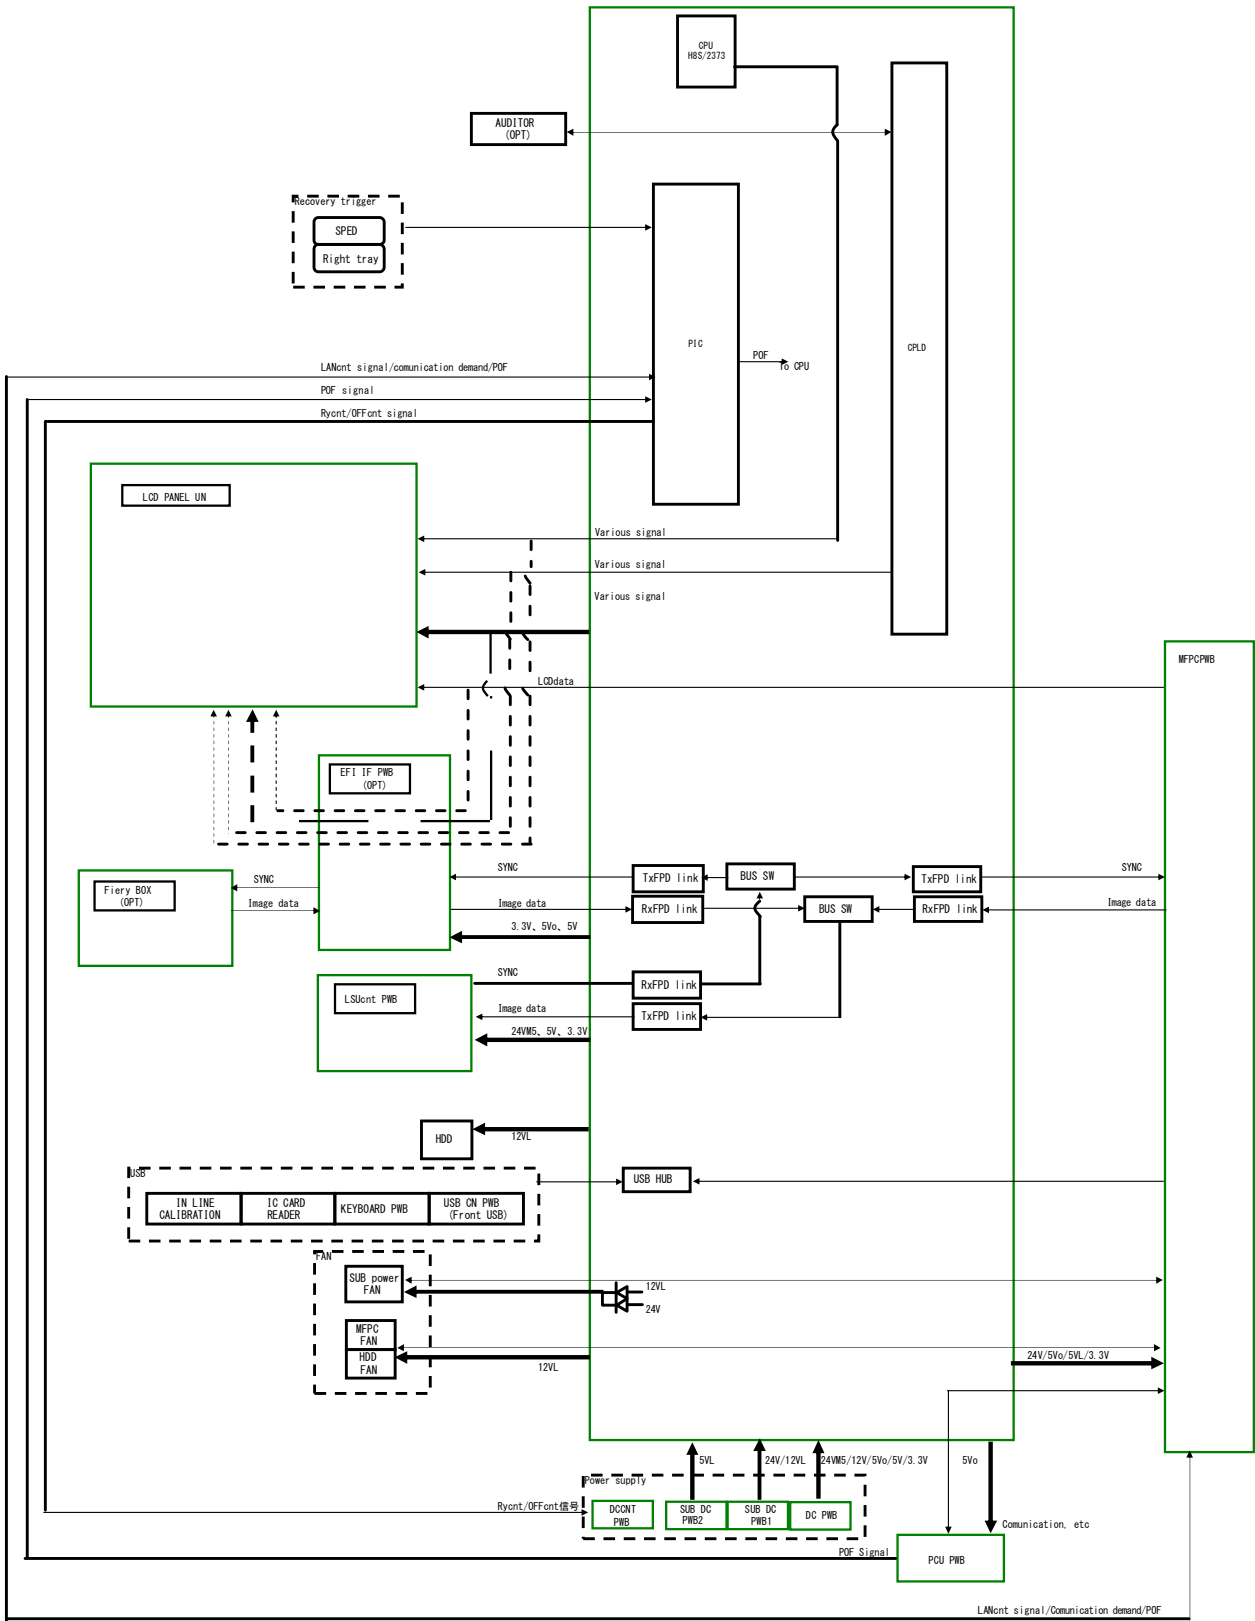 CPU
H8S/2373
AUDITOR
(OPT)
Recovery trigger
SPED
Right tray
PIC
CPLD
POF
To CPU
LANcnt signal/comunication demand/POF
POF signal
Rycnt/OFFcnt signal
LCD PANEL UN
Various signal
Various signal
Various signal
MFPCPWB
LCDdata
EFI IF PWB
(OPT)
SYNC
TxFPD link
BUS SW
TxFPD link
SYNC
Fiery BOX
(OPT)
SYNC
Image data
Image data
RxFPD link
BUS SW
RxFPD link
Image data
3.3V、5Vo、5V
SYNC
RxFPD link
LSUcnt PWB
Image data
TxFPD link
24VM5、5V、3.3V
HDD
12VL
USB
USB HUB
IN LINE
CALIBRATION
IC CARD
READER
KEYBOARD PWB
USB CN PWB
(Front USB)
FAN
SUB power
FAN
12VL
24V
MFPC
FAN
HDD
FAN
12VL
24V/5Vo/5VL/3.3V
5VL
24V/12VL
24VM5/12V/5Vo/5V/3.3V
5Vo
Power supply
Rycnt/OFFcnt信号
DCCNT
PWB
SUB DC
PWB2
SUB DC
PWB1
DC PWB
Comunication, etc
POF Signal
PCU PWB
LANcnt signal/Comunication demand/POF